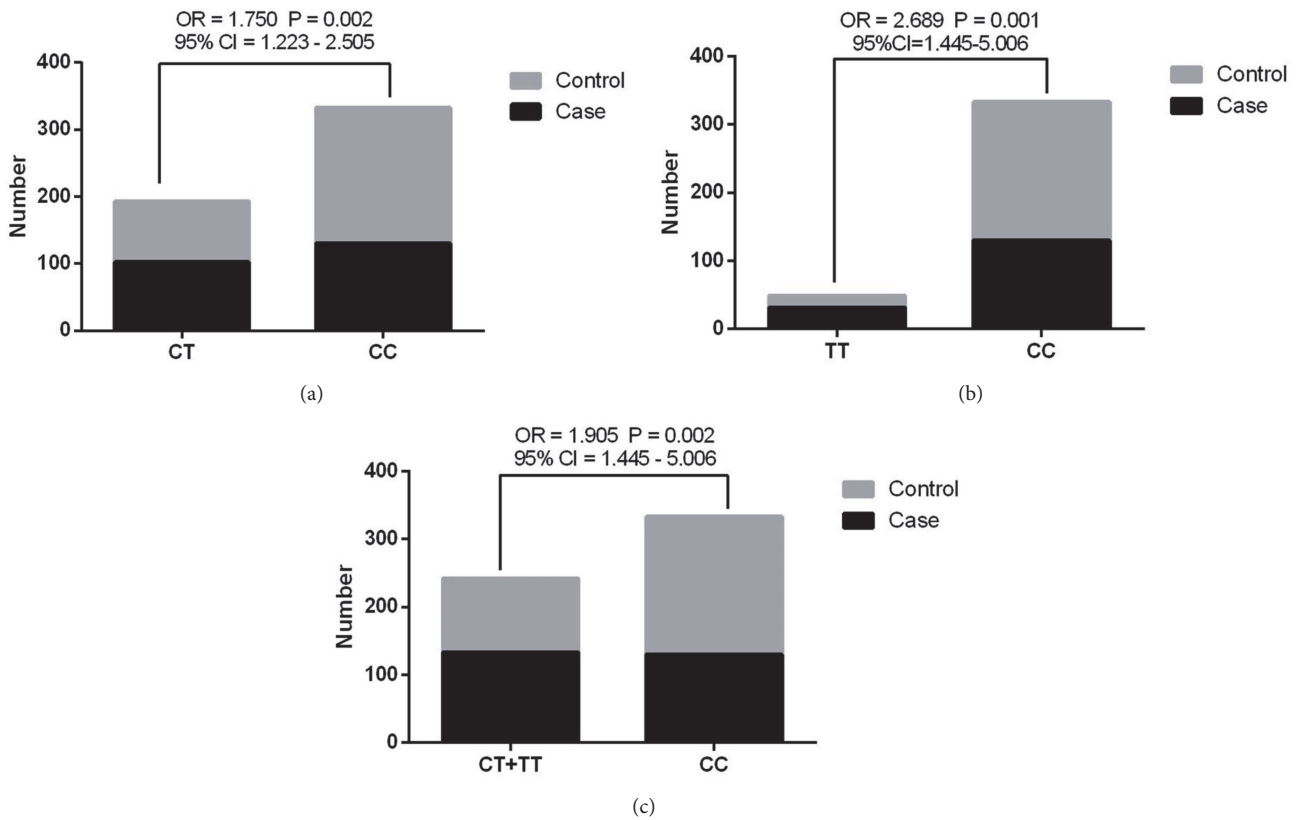 OR = 1.750 P = 0.002
95% CI = 1.223 - 2.505
400
300
200
100
0
Number
CT
CC
Control
Case
(a)
OR = 2.689 P = 0.001
95%CI=1.445-5.006
400
300
200
100
0
Number
TT
CC
Control
Case
(b)
OR = 1.905 P = 0.002
95% CI = 1.445 - 5.006
400
300
200
100
0
Number
CT+TT
CC
Control
Case
(c)